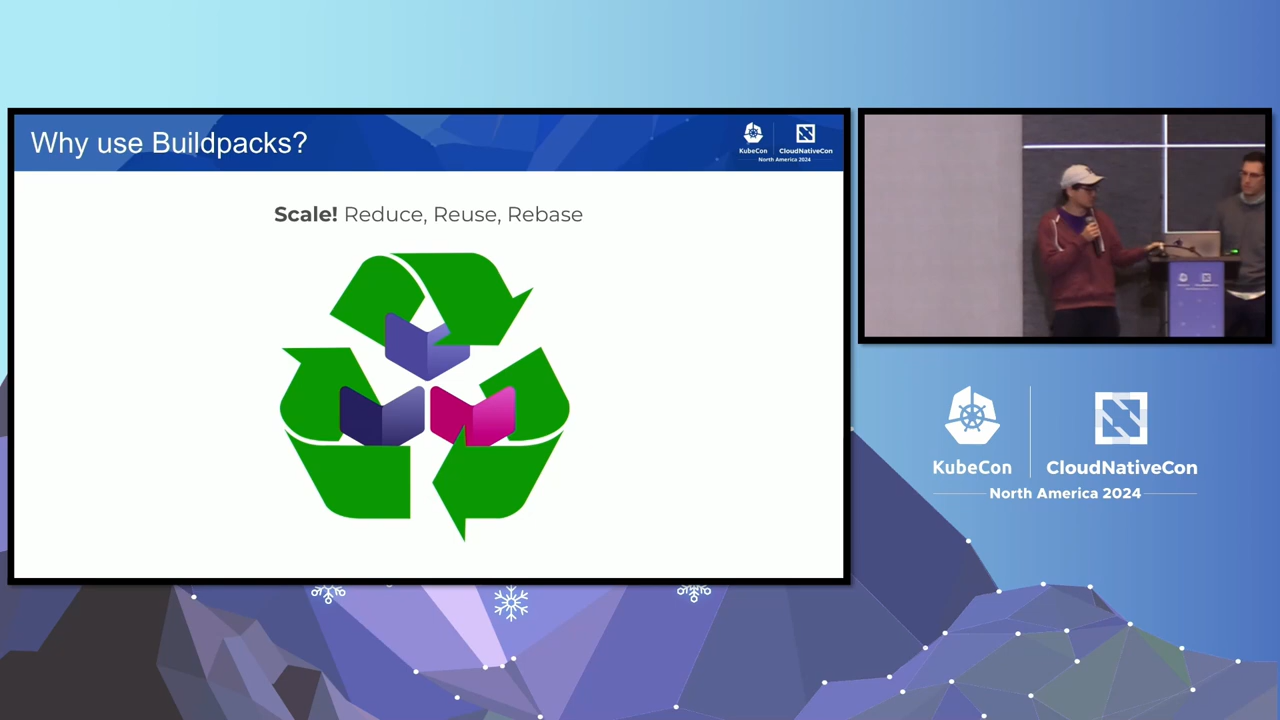 Why use Buildpacks?
KubeCon
CloudNativeCon
North America 2024
Scale! Reduce, Reuse, Rebase
KubeCon
CloudNativeCon
North America 2024